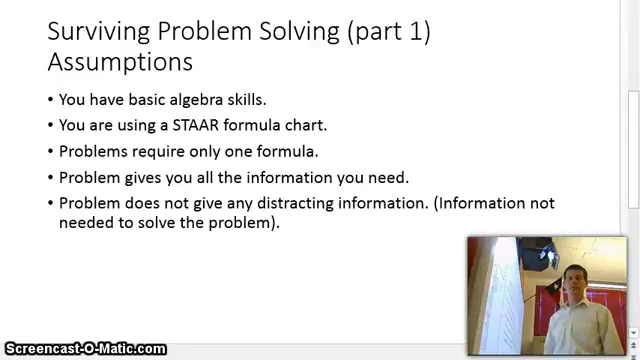 Surviving Problem Solving (part 1)
Assumptions
• You have basic algebra skills.
• You are using a STAAR formula chart.
• Problems require only one formula.
• Problem gives you all the information you need.
• Problem does not give any distracting information. (Information not
needed to solve the problem).
Screencast-O-Matic.com